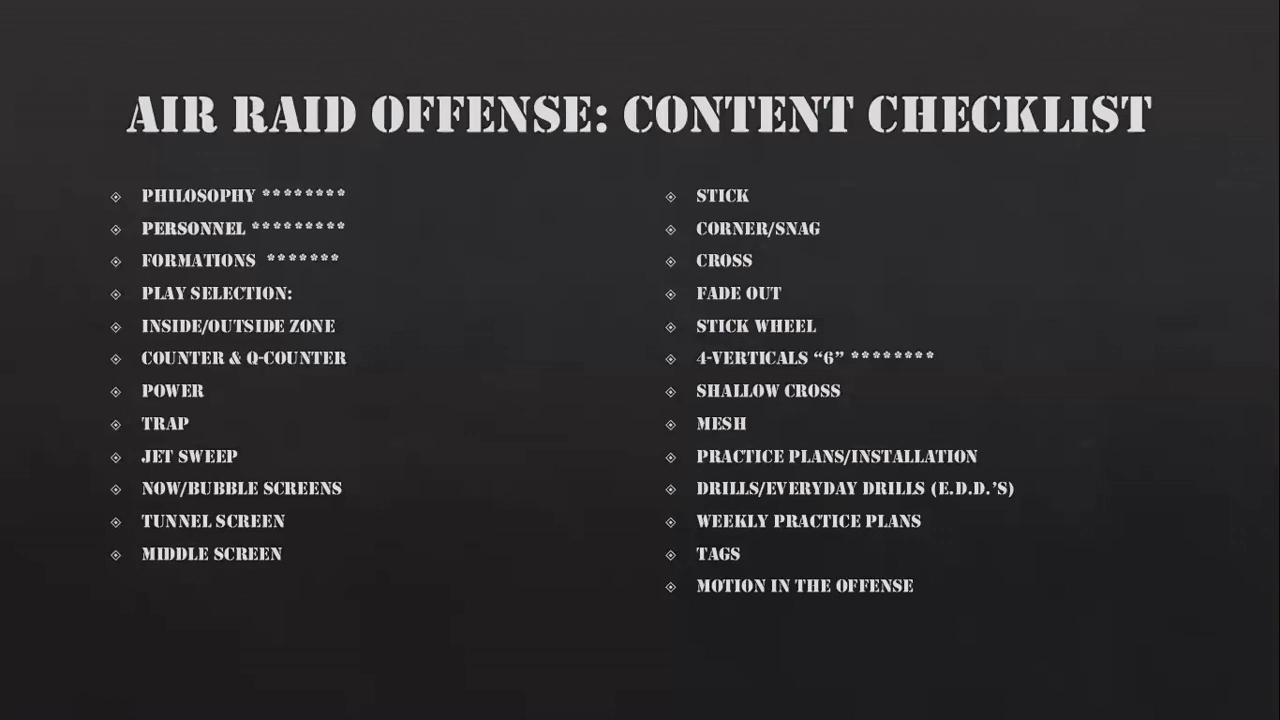 AIR RAID OFFENSE: CONTENT CHECKLIST
PHILOSOPHY ********
PERSONNEL *********
FORMATIONS *******
PLAY SELECTION:
INSIDE/OUTSIDE ZONE
COUNTER & Q-COUNTER
POWER
TRAP
JET SWEEP
NOW/BUBBLE SCREENS
TUNNEL SCREEN
MIDDLE SCREEN
STICK
CORNER/SNAG
CROSS
FADE OUT
STICK WHEEL
4-VERTICALS “6” ********
SHALLOW CROSS
MESH
PRACTICE PLANS/INSTALLATION
DRILLS/EVERYDAY DRILLS (E.D.D.’S)
WEEKLY PRACTICE PLANS
TAGS
MOTION IN THE OFFENSE